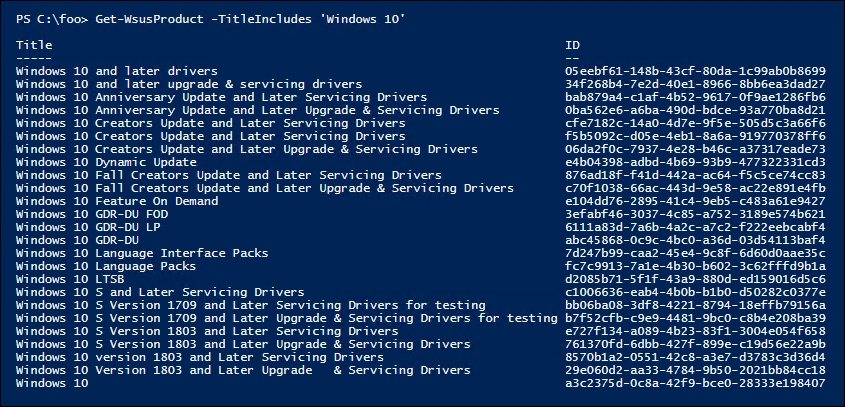 PS C:\foo> Get-WsusProduct -TitleIncludes 'Windows 10'
Title ID
----- --
Windows 10 and later drivers 05eebf61-148b-43cf-80da-1c99ab0b8699
Windows 10 and later upgrade & servicing drivers 34f268b4-7e2d-40e1-8966-8bb6ea3dad27
Windows 10 Anniversary Update and Later Servicing Drivers bab879a4-c1af-4b52-9617-0f9ae1286fb6
Windows 10 Anniversary Update and Later Upgrade & Servicing Drivers 0ba562e6-a6ba-490d-bdce-93a770ba8d21
Windows 10 Creators Update and Later Servicing Drivers cfe7182c-14a0-4d7e-9f5e-505d5c3a66f6
Windows 10 Creators Update and Later Servicing Drivers f5b5092c-d05e-4eb1-8a6a-919770378ff6
Windows 10 Creators Update and Later Upgrade & Servicing Drivers 06da2f0c-7937-4e28-b46c-a37317eade73
Windows 10 Dynamic Update e4b04398-adbd-4b69-93b9-477322331cd3
Windows 10 Fall Creators Update and Later Servicing Drivers 876ad18f-f41d-442a-ac64-f5c5ce74cc83
Windows 10 Fall Creators Update and Later Upgrade & Servicing Drivers c70f1038-66ac-443d-9e58-ac22e891e4fb
Windows 10 Feature On Demand e104dd76-2895-41c4-9eb5-c483a61e9427
Windows 10 GDR-DU FOD 3efabf46-3037-4c85-a752-3189e574b621
Windows 10 GDR-DU LP 6111a83d-7a6b-4a2c-a7c2-f222eebcabf4
Windows 10 GDR-DU abc45868-0c9c-4bc0-a36d-03d54113baf4
Windows 10 Language Interface Packs 7d247b99-caa2-45e4-9c8f-6d60d0aae35c
Windows 10 Language Packs fc7c9913-7a1e-4b30-b602-3c62fffd9b1a
Windows 10 LTSB d2085b71-5f1f-43a9-880d-ed159016d5c6
Windows 10 S and Later Servicing Drivers c1006636-eab4-4b0b-b1b0-d50282c0377e
Windows 10 S Version 1709 and Later Servicing Drivers for testing bb06ba08-3df8-4221-8794-18effb79156a
Windows 10 S Version 1709 and Later Upgrade & Servicing Drivers for testing b7f52cfb-c9e9-4481-9bc0-c8b4e208ba39
Windows 10 S Version 1803 and Later Servicing Drivers e727f134-a089-4b23-83f1-3004e054f658
Windows 10 S Version 1803 and Later Upgrade & Servicing Drivers 761370fd-6dbb-427f-899e-c19d56e22a9b
Windows 10 version 1803 and Later Servicing Drivers 8570b1a2-0551-42c8-a3e7-d3783c3d36d4
Windows 10 Version 1803 and Later Upgrade   & Servicing Drivers 29e060d2-aa33-4784-9b50-2021bb84cc18
Windows 10 a3c2375d-0c8a-42f9-bce0-28333e198407